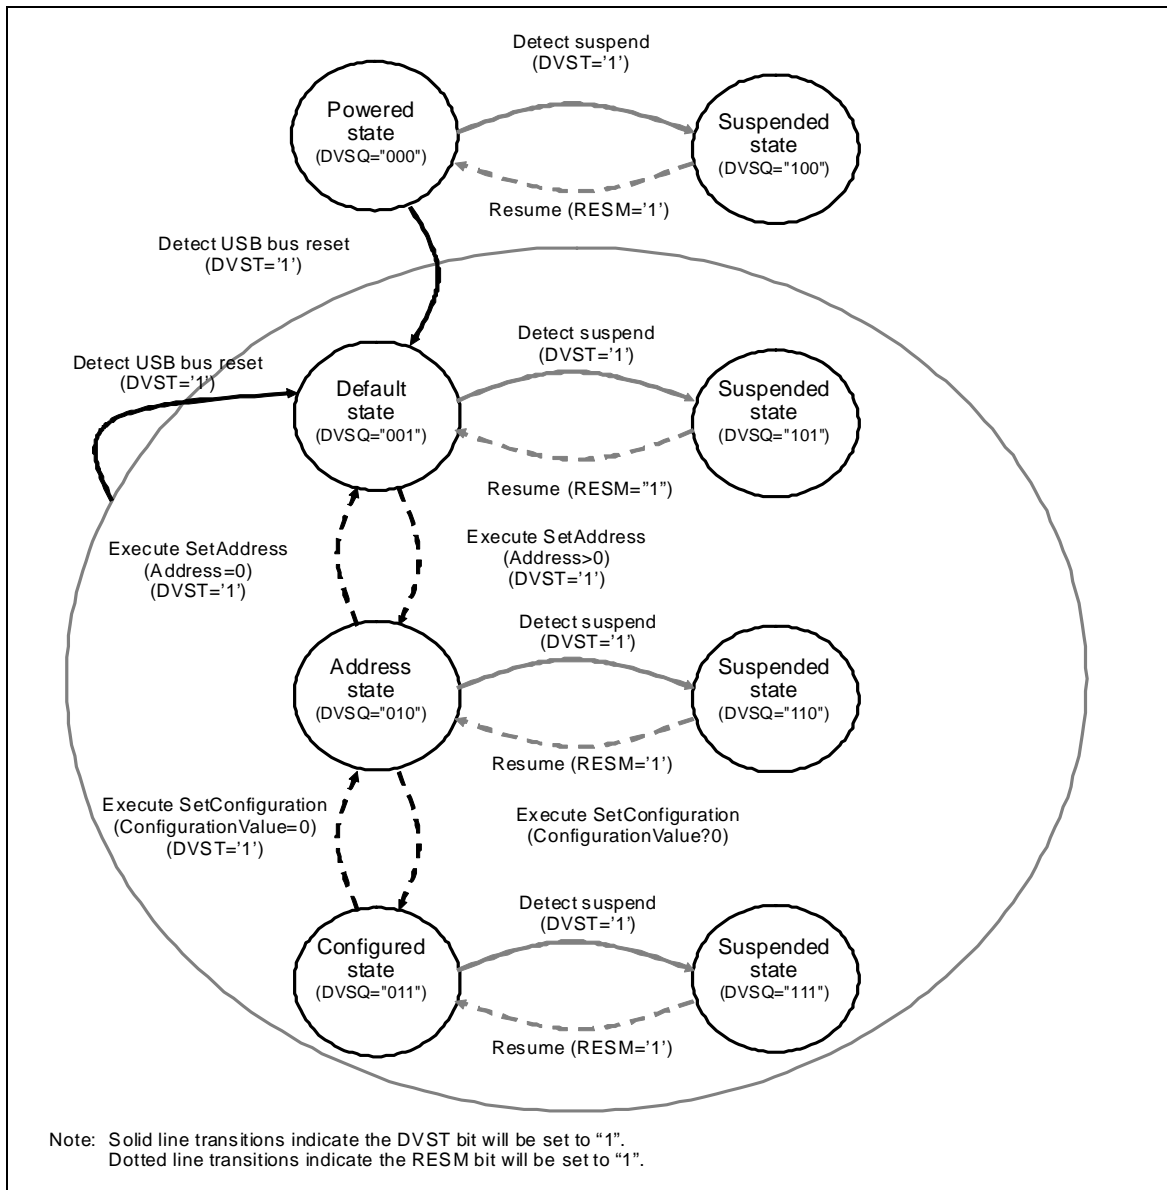 Detect suspend
(DVST='1')
Powered
state
(DVSQ="000")
Suspended
state
(DVSQ="100")
Resume (RESM='1')
Detect USB bus reset
(DVST='1')
Detect suspend
(DVST='1')
Detect USB bus reset
(DVST='1')
Default
state
(DVSQ="001")
Suspended
state
(DVSQ="101")
Resume (RESM=”1”)
Execute SetAddress
(Address=0)
(DVST='1')
Execute SetAddress
(Address>0)
(DVST='1')
Detect suspend
(DVST='1')
Address
state
(DVSQ="010")
Suspended
state
(DVSQ="110")
Resume (RESM='1')
Execute SetConfiguration
(ConfigurationValue=0)
(DVST='1')
Execute SetConfiguration
(ConfigurationValue?0)
Detect suspend
(DVST='1')
Configured
state
(DVSQ="011")
Suspended
state
(DVSQ="111")
Resume (RESM='1')
Note: Solid line transitions indicate the DVST bit will be set to “1”.
Dotted line transitions indicate the RESM bit will be set to “1”.